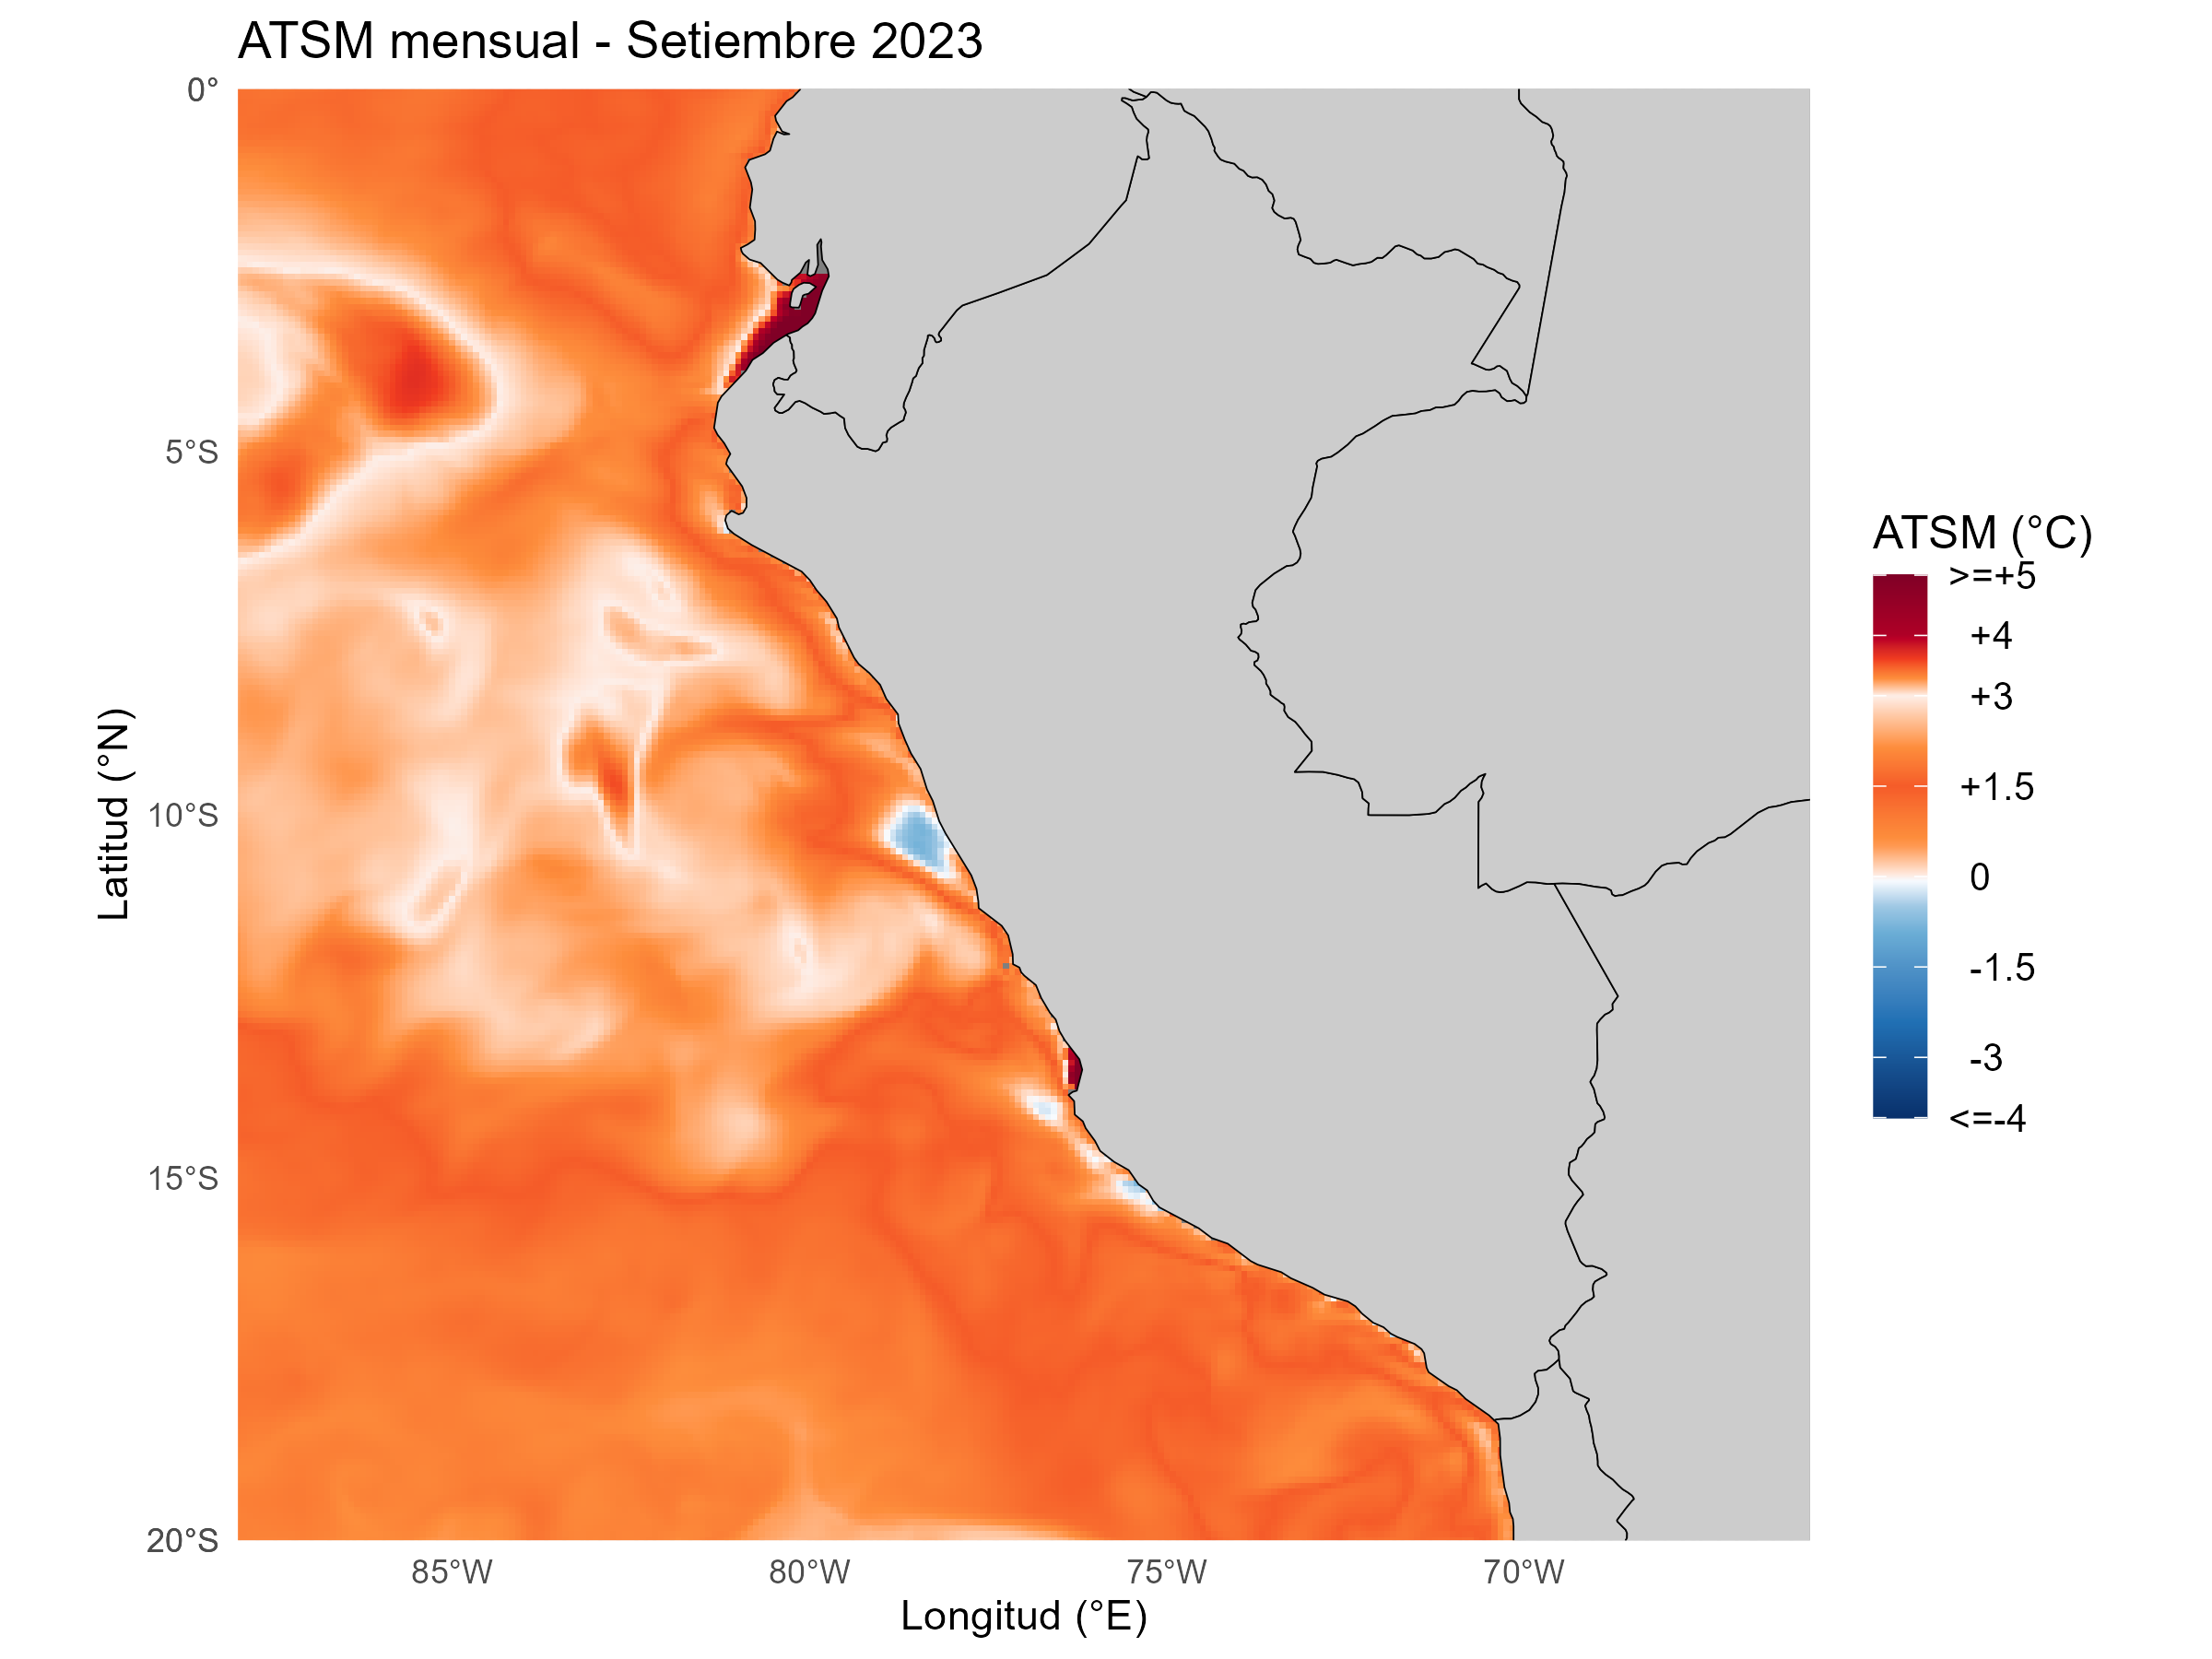 ATSM mensual - Setiembre 2023
0°
5°S
10°S
15°S
20°S
Latitud (°N)
85°W
80°W
75°W
70°W
Longitud (°E)
ATSM (°C)
>=+5
+4
+3
+1.5
0
-1.5
-3
<=-4